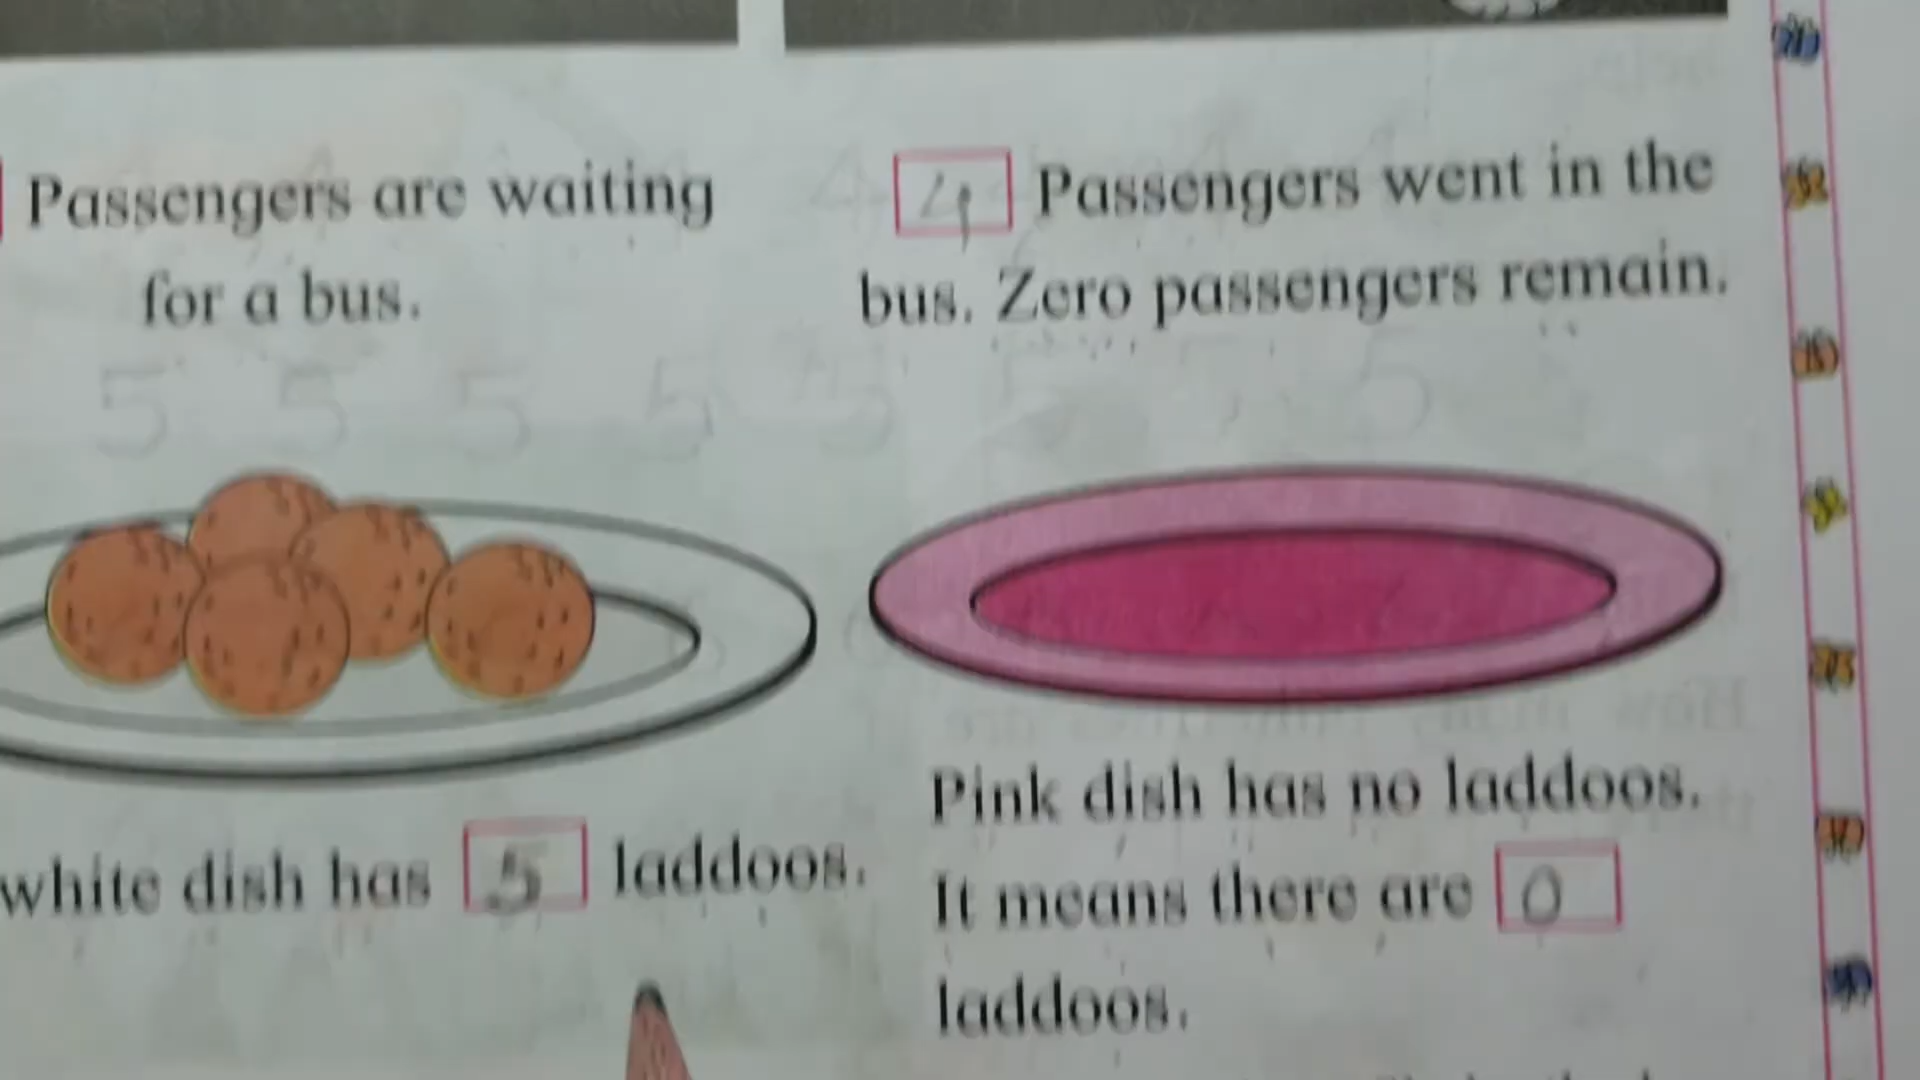 Passengers are waiting
for a bus.
4 Passengers went in the
bus. Zero passengers remain.
white dish has 5 laddoos.
Pink dish has no laddoos.
It means there are 0
laddoos.